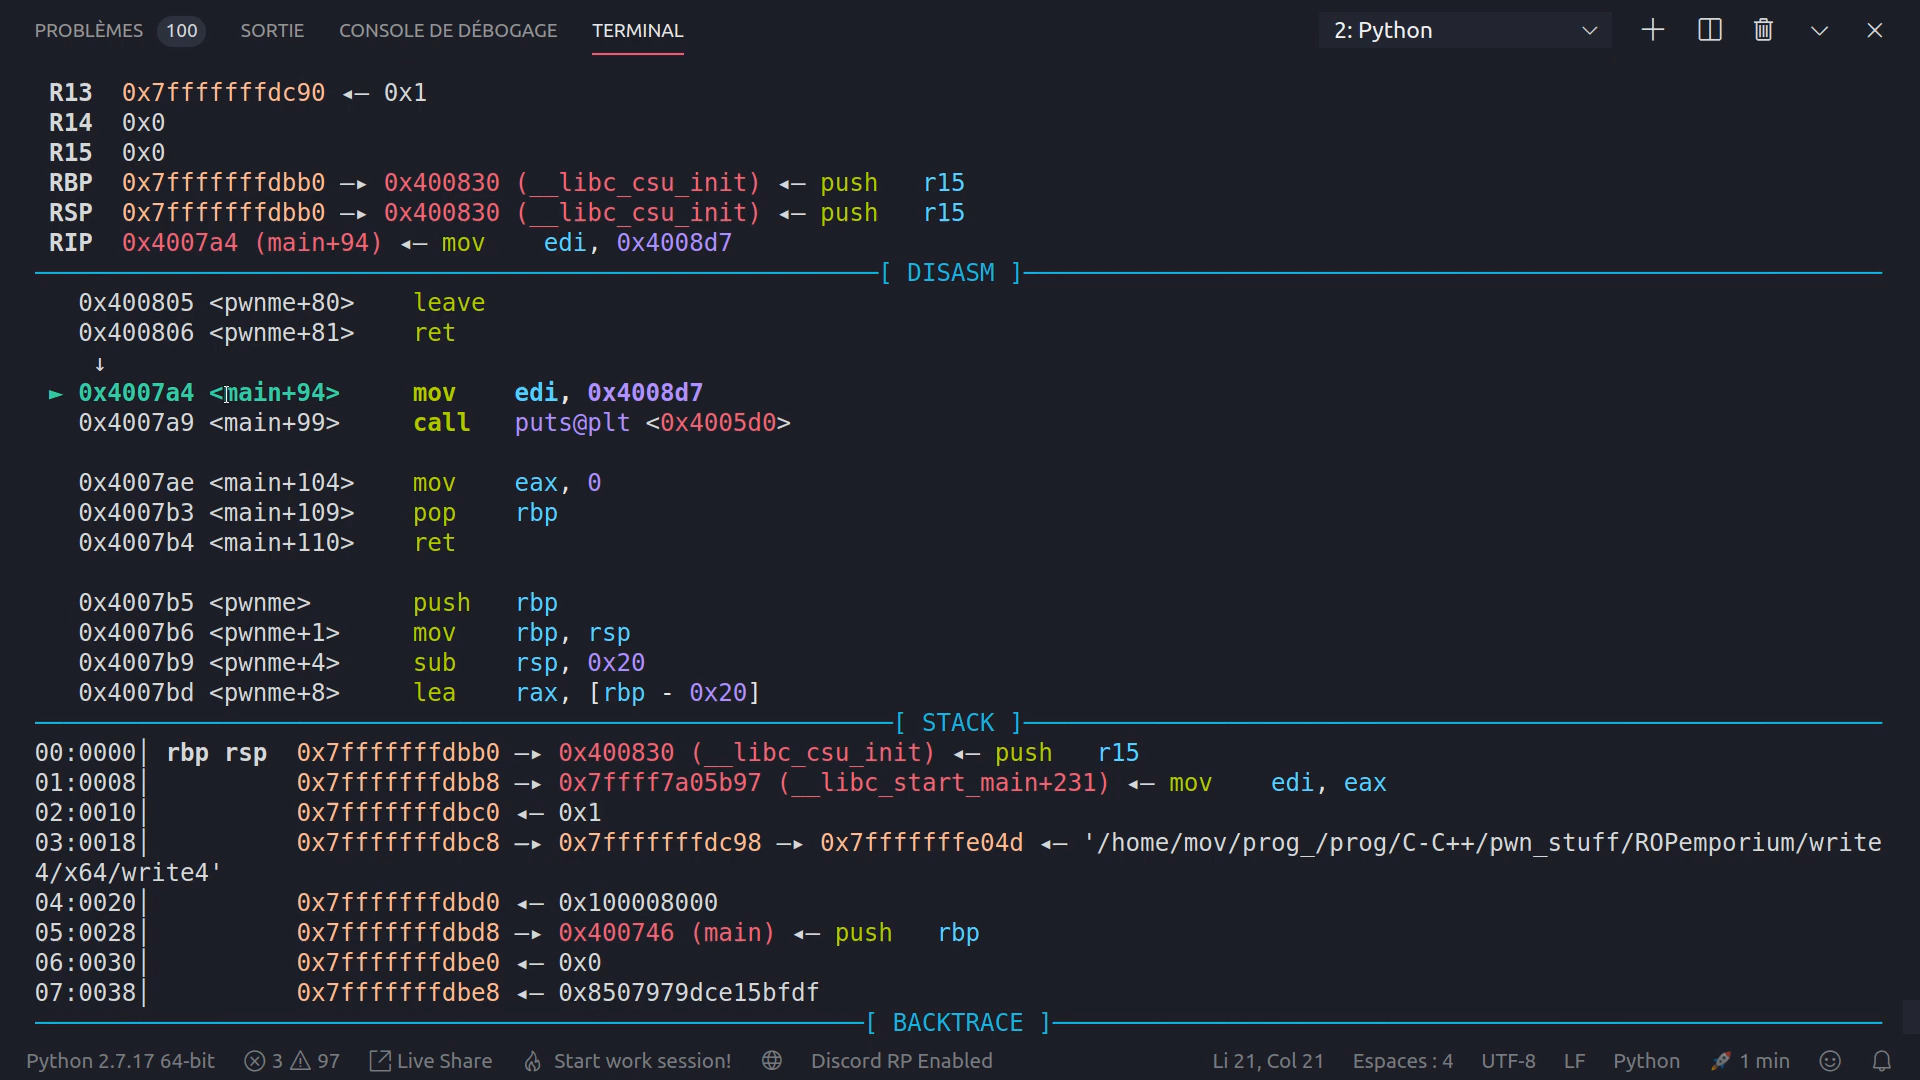 PROBLÈMES 100 SORTIE CONSOLE DE DÉBOGAGE TERMINAL 2: Python
R13 0x7fffffffdc90 ◂— 0x1
R14 0x0
R15 0x0
RBP 0x7fffffffdbb0 —▸ 0x400830 (__libc_csu_init) ◂— push r15
RSP 0x7fffffffdbb0 —▸ 0x400830 (__libc_csu_init) ◂— push r15
RIP 0x4007a4 (main+94) ◂— mov edi, 0x4008d7
[ DISASM ]
0x400805 <pwnme+80> leave
0x400806 <pwnme+81> ret
↓
► 0x4007a4 <main+94> mov edi, 0x4008d7
0x4007a9 <main+99> call puts@plt <0x4005d0>
0x4007ae <main+104> mov eax, 0
0x4007b3 <main+109> pop rbp
0x4007b4 <main+110> ret
0x4007b5 <pwnme> push rbp
0x4007b6 <pwnme+1> mov rbp, rsp
0x4007b9 <pwnme+4> sub rsp, 0x20
0x4007bd <pwnme+8> lea rax, [rbp - 0x20]
[ STACK ]
00:0000│ rbp rsp 0x7fffffffdbb0 —▸ 0x400830 (__libc_csu_init) ◂— push r15
01:0008│ 0x7fffffffdbb8 —▸ 0x7ffff7a05b97 (__libc_start_main+231) ◂— mov edi, eax
02:0010│ 0x7fffffffdbc0 ◂— 0x1
03:0018│ 0x7fffffffdbc8 —▸ 0x7fffffffdc98 —▸ 0x7fffffffe04d ◂— '/home/mov/prog_/prog/C-C++/pwn_stuff/ROPemporium/write
4/x64/write4'
04:0020│ 0x7fffffffdbd0 ◂— 0x100008000
05:0028│ 0x7fffffffdbd8 —▸ 0x400746 (main) ◂— push rbp
06:0030│ 0x7fffffffdbe0 ◂— 0x0
07:0038│ 0x7fffffffdbe8 ◂— 0x8507979dce15bfdf
[ BACKTRACE ]
Python 2.7.17 64-bit 3 97 Live Share Start work session! Discord RP Enabled Li 21, Col 21 Espaces : 4 UTF-8 LF Python 1 min